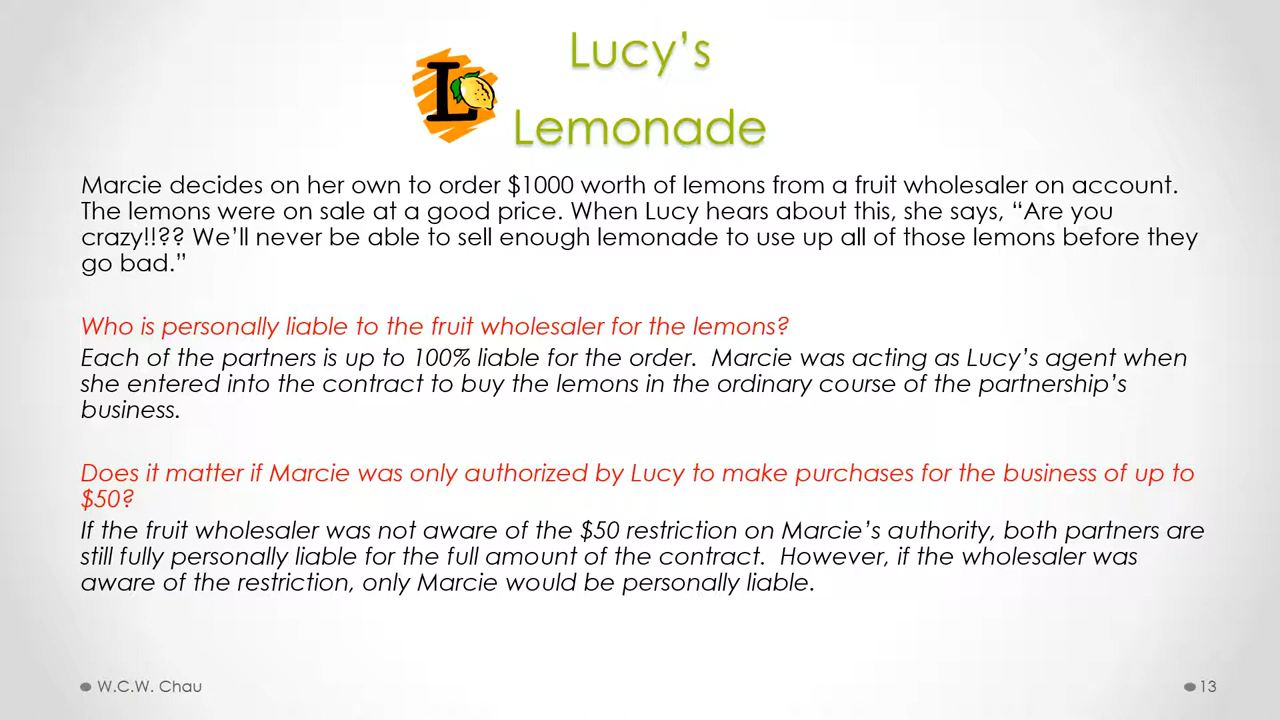 Lucy’s
L
Lemonade
Marcie decides on her own to order $1000 worth of lemons from a fruit wholesaler on account.
The lemons were on sale at a good price. When Lucy hears about this, she says, “Are you
crazy!!?? We’ll never be able to sell enough lemonade to use up all of those lemons before they
go bad.”
Who is personally liable to the fruit wholesaler for the lemons?
Each of the partners is up to 100% liable for the order.  Marcie was acting as Lucy’s agent when
she entered into the contract to buy the lemons in the ordinary course of the partnership’s
business.
Does it matter if Marcie was only authorized by Lucy to make purchases for the business of up to
$50?
If the fruit wholesaler was not aware of the $50 restriction on Marcie’s authority, both partners are
still fully personally liable for the full amount of the contract.  However, if the wholesaler was
aware of the restriction, only Marcie would be personally liable.
W.C.W. Chau
13